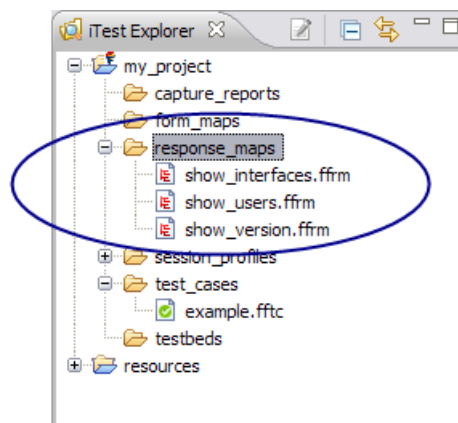 iTest Explorer
my_project
capture_reports
form_maps
response_maps
show_interfaces.ffrm
show_users.ffrm
show_version.ffrm
session_profiles
test_cases
example.fftc
testbeds
resources